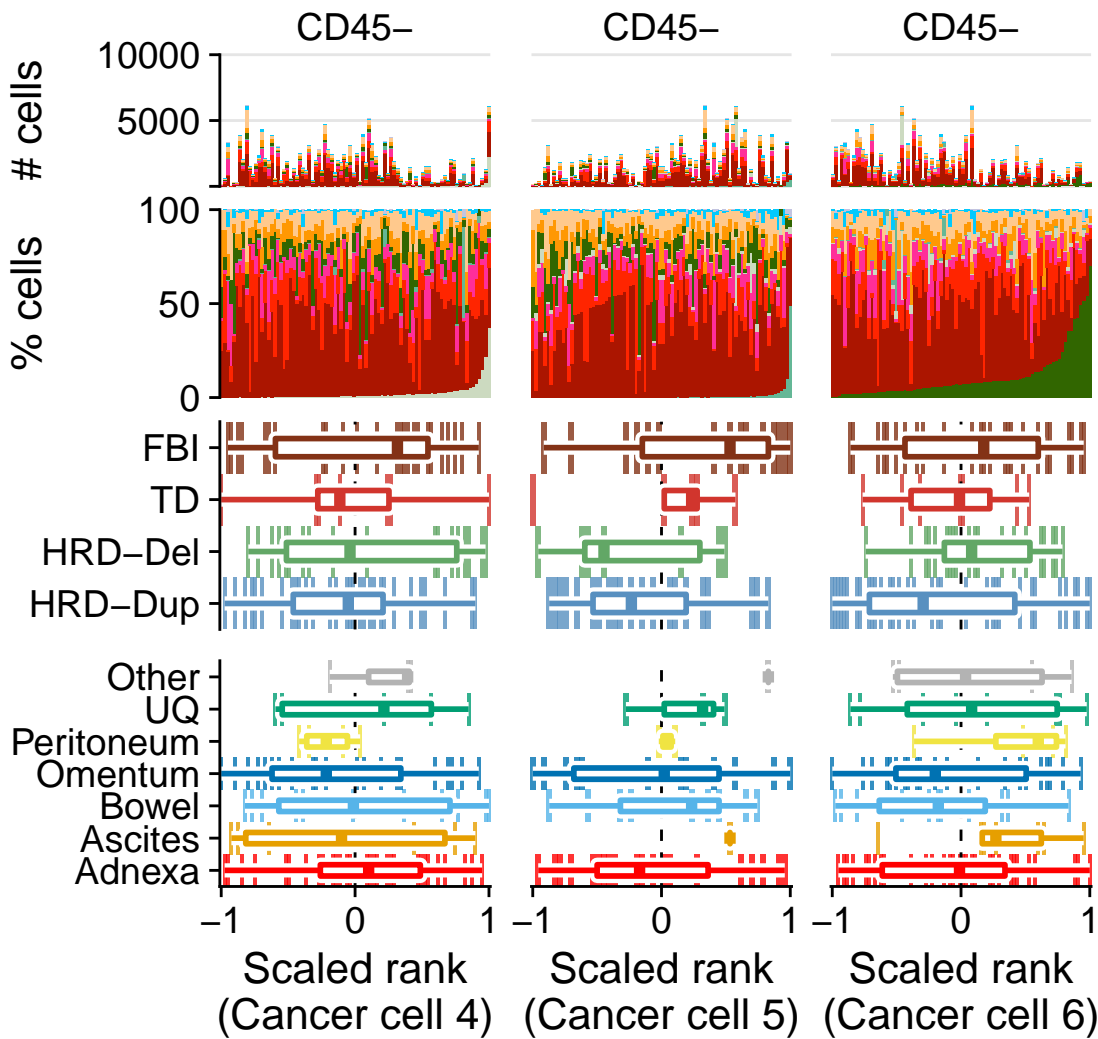 CD45− CD45− CD45−
# cells
10000
5000
% cells
100
50
0
FBI
TD
HRD−Del
HRD−Dup
Other
UQ
Peritoneum
Omentum
Bowel
Ascites
Adnexa
−1 0 1 −1 0 1 −1 0 1
Scaled rank Scaled rank Scaled rank
(Cancer cell 4) (Cancer cell 5) (Cancer cell 6)